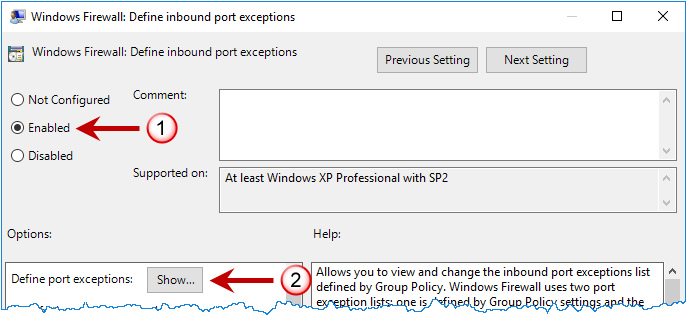 Windows Firewall: Define inbound port exceptions
Windows Firewall: Define inbound port exceptions
Previous Setting
Next Setting
Not Configured
Comment:
Enabled
1
Disabled
Supported on:
At least Windows XP Professional with SP2
Options:
Help:
Define port exceptions:
Show...
2
Allows you to view and change the inbound port exceptions list
defined by Group Policy. Windows Firewall uses two port
exception lists: one is defined by Group Policy settings and the